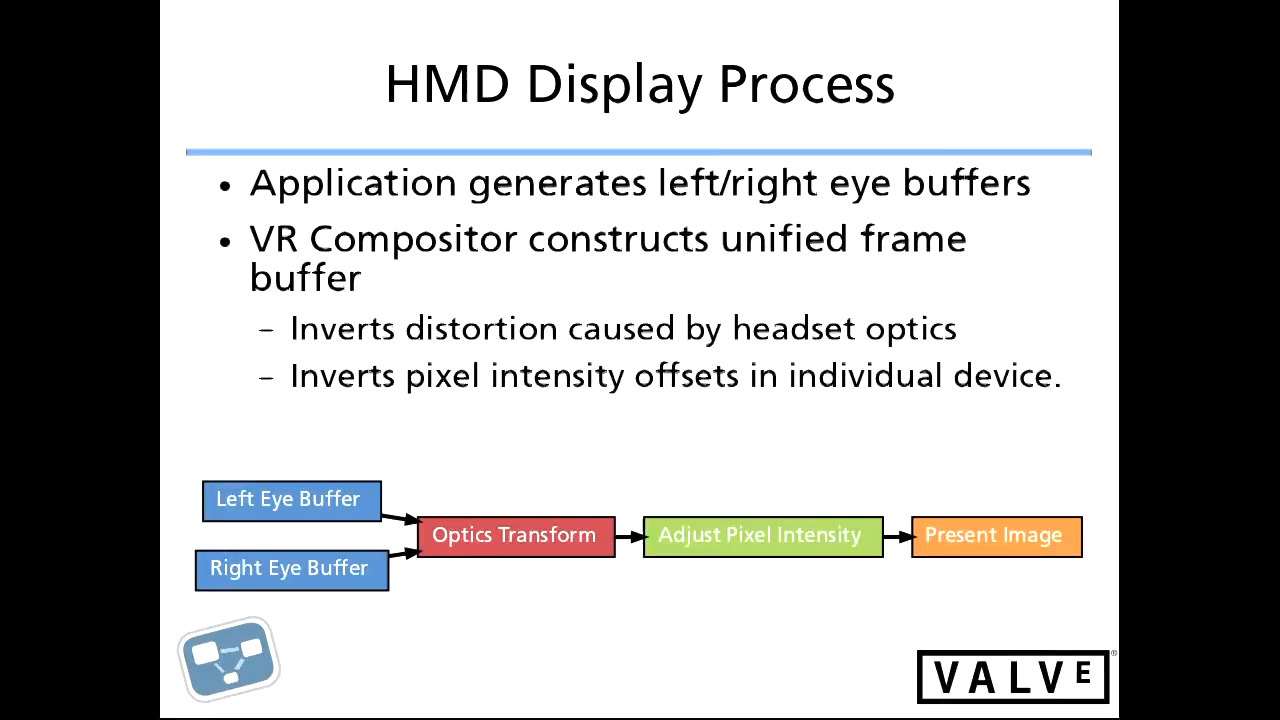 HMD Display Process
• Application generates left/right eye buffers
• VR Compositor constructs unified frame
buffer
– Inverts distortion caused by headset optics
– Inverts pixel intensity offsets in individual device.
Left Eye Buffer
Right Eye Buffer
Optics Transform
Adjust Pixel Intensity
Present Image
VALVE®